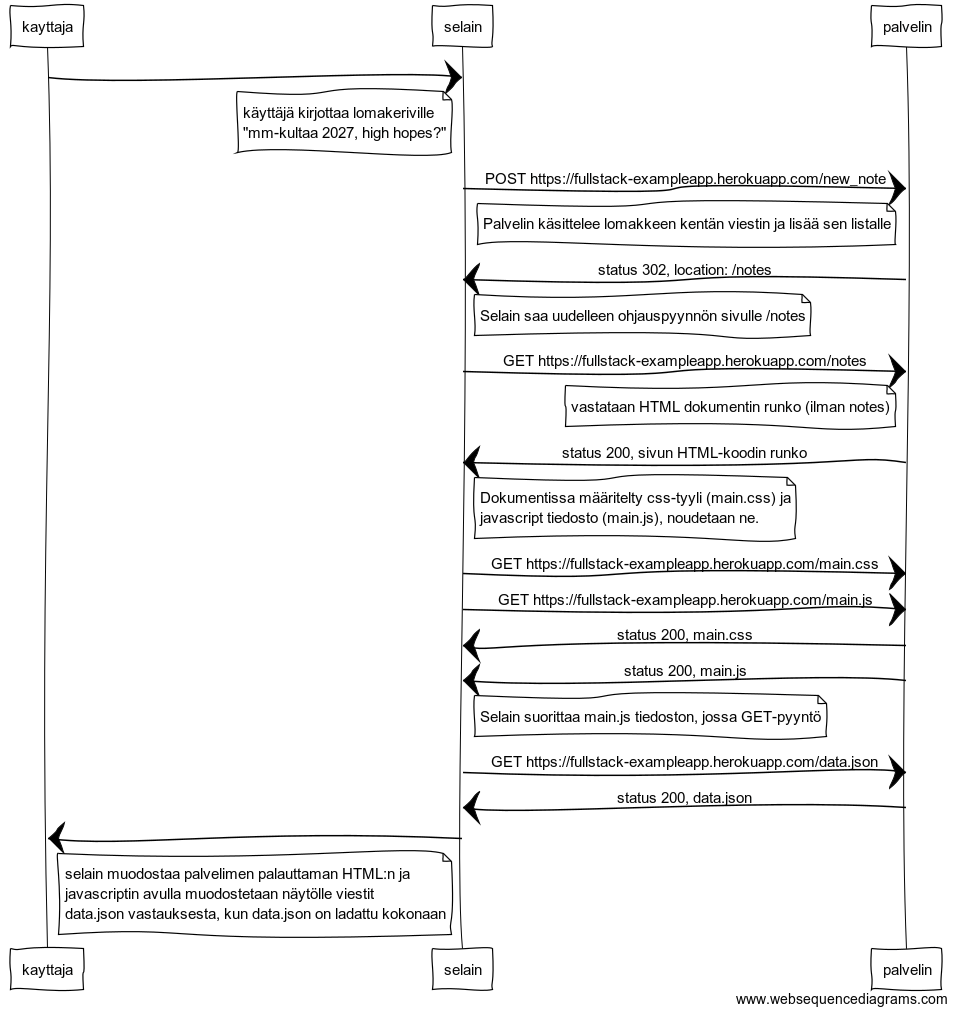 kayttaja
selain
palvelin
käyttäjä kirjottaa lomakeriville
"mm-kultaa 2027, high hopes?"
POST https://fullstack-exampleapp.herokuapp.com/new_note
Palvelin käsittelee lomakkeen kentän viestin ja lisää sen listalle
status 302, location: /notes
Selain saa uudelleen ohjauspyynnön sivulle /notes
GET https://fullstack-exampleapp.herokuapp.com/notes
vastataan HTML dokumentin runko (ilman notes)
status 200, sivun HTML-koodin runko
Dokumentissa määritelty css-tyyli (main.css) ja
javascript tiedosto (main.js), noudetaan ne.
GET https://fullstack-exampleapp.herokuapp.com/main.css
GET https://fullstack-exampleapp.herokuapp.com/main.js
status 200, main.css
status 200, main.js
Selain suorittaa main.js tiedoston, jossa GET-pyyntö
GET https://fullstack-exampleapp.herokuapp.com/data.json
status 200, data.json
selain muodostaa palvelimen palauttaman HTML:n ja
javascriptin avulla muodostetaan näytölle viestit
data.json vastauksesta, kun data.json on ladattu kokonaan
kayttaja
selain
palvelin
www.websequencediagrams.com